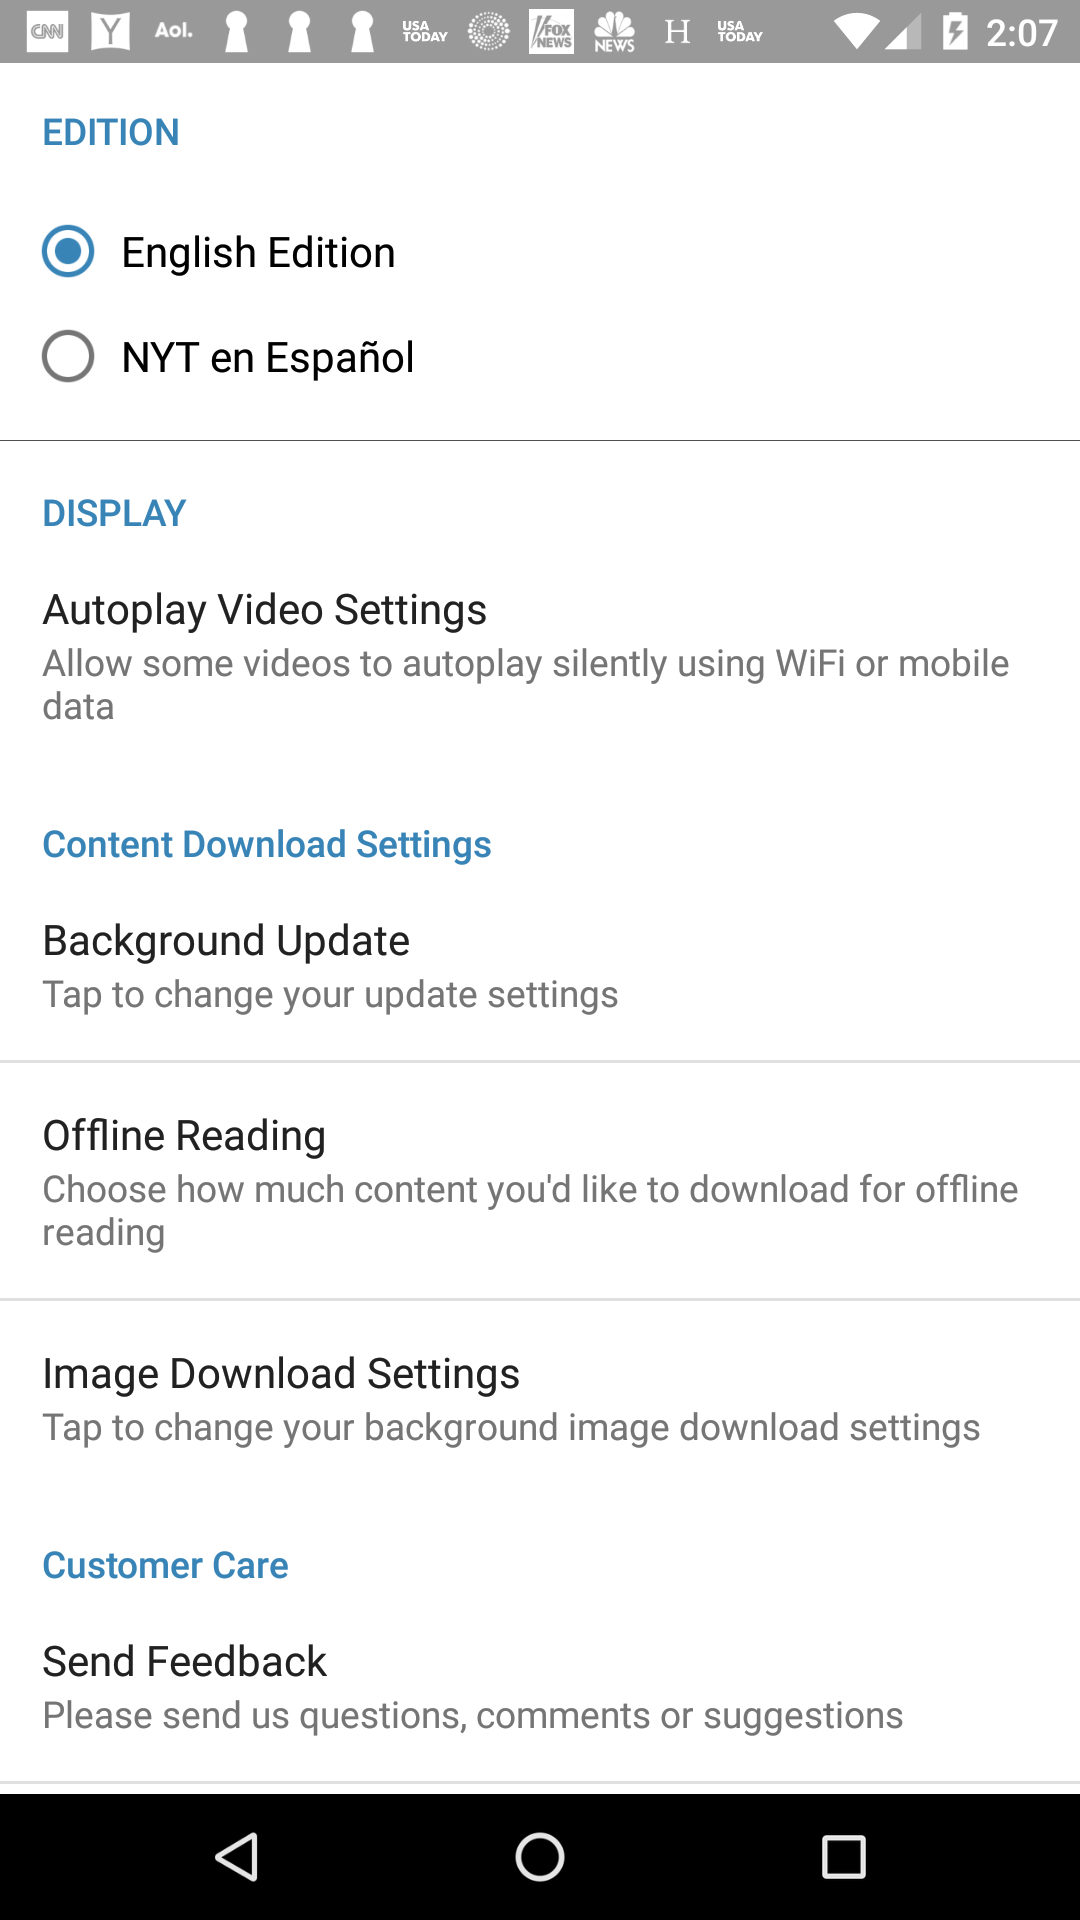 CNN Y Aol. USA TODAY FOX NEWS NEWS H USA TODAY 2:07
EDITION
English Edition
NYT en Español
DISPLAY
Autoplay Video Settings
Allow some videos to autoplay silently using WiFi or mobile
data
Content Download Settings
Background Update
Tap to change your update settings
Offline Reading
Choose how much content you'd like to download for offline
reading
Image Download Settings
Tap to change your background image download settings
Customer Care
Send Feedback
Please send us questions, comments or suggestions